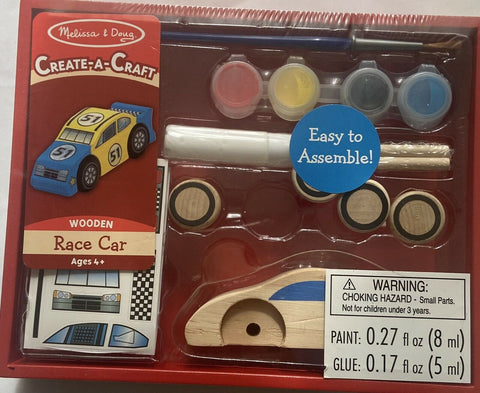 Melissa & Doug
CREATE-A-CRAFT
51
51
WOODEN
Race Car
Ages 4+
Easy to
Assemble!
WARNING:
CHOKING HAZARD - Small Parts.
Not for children under 3 years.
PAINT: 0.27 fl oz (8 ml)
GLUE: 0.17 fl oz (5 ml)